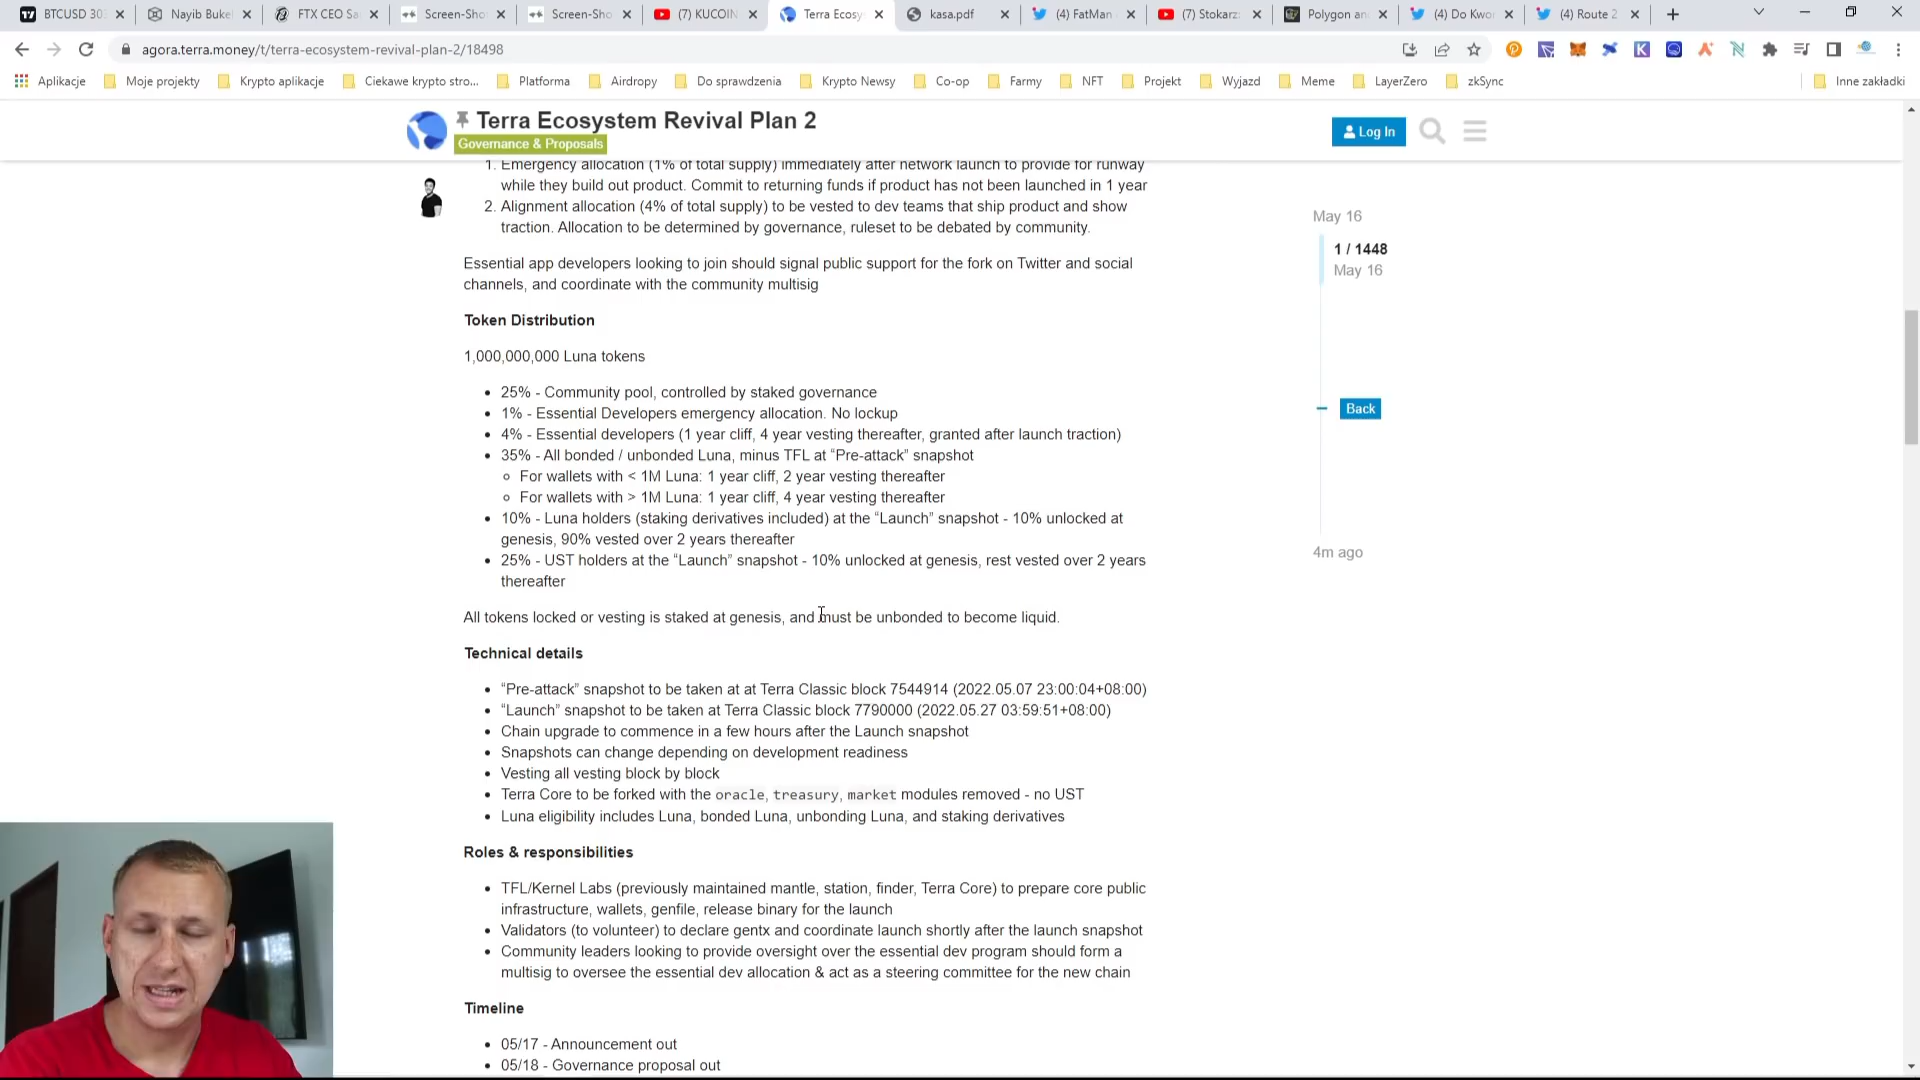 BTCUSD 30
Nayib Buke
FTX CEO Sa
Screen-Sho
Screen-Sho
(7) KUCOIN
Terra Ecosy
kasa.pdf
(4) FatMan
(7) Stokarz
Polygon an
(4) Do Kwo
(4) Route 2
agora.terra.money/t/terra-ecosystem-revival-plan-2/18498
Aplikacje
Moje projekty
Krypto aplikacje
Ciekawe krypto stro...
Platforma
Airdropy
Do sprawdzenia
Krypto Newsy
Co-op
Farmy
NFT
Projekt
Wyjazd
Meme
LayerZero
zkSync
Inne zakładki
Terra Ecosystem Revival Plan 2
Governance & Proposals
Log In
1. Emergency allocation (1% of total supply) immediately after network launch to provide for runway
while they build out product. Commit to returning funds if product has not been launched in 1 year
2. Alignment allocation (4% of total supply) to be vested to dev teams that ship product and show
traction. Allocation to be determined by governance, ruleset to be debated by community.
Essential app developers looking to join should signal public support for the fork on Twitter and social
channels, and coordinate with the community multisig
Token Distribution
1,000,000,000 Luna tokens
• 25% - Community pool, controlled by staked governance
• 1% - Essential Developers emergency allocation. No lockup
• 4% - Essential developers (1 year cliff, 4 year vesting thereafter, granted after launch traction)
• 35% - All bonded / unbonded Luna, minus TFL at “Pre-attack” snapshot
◦ For wallets with < 1M Luna: 1 year cliff, 2 year vesting thereafter
◦ For wallets with > 1M Luna: 1 year cliff, 4 year vesting thereafter
• 10% - Luna holders (staking derivatives included) at the “Launch” snapshot - 10% unlocked at
genesis, 90% vested over 2 years thereafter
• 25% - UST holders at the “Launch” snapshot - 10% unlocked at genesis, rest vested over 2 years
thereafter
All tokens locked or vesting is staked at genesis, and must be unbonded to become liquid.
Technical details
• “Pre-attack” snapshot to be taken at at Terra Classic block 7544914 (2022.05.07 23:00:04+08:00)
• “Launch” snapshot to be taken at Terra Classic block 7790000 (2022.05.27 03:59:51+08:00)
• Chain upgrade to commence in a few hours after the Launch snapshot
• Snapshots can change depending on development readiness
• Vesting all vesting block by block
• Terra Core to be forked with the oracle, treasury, market modules removed - no UST
• Luna eligibility includes Luna, bonded Luna, unbonding Luna, and staking derivatives
Roles & responsibilities
• TFL/Kernel Labs (previously maintained mantle, station, finder, Terra Core) to prepare core public
infrastructure, wallets, genfile, release binary for the launch
• Validators (to volunteer) to declare gentx and coordinate launch shortly after the launch snapshot
• Community leaders looking to provide oversight over the essential dev program should form a
multisig to oversee the essential dev allocation & act as a steering committee for the new chain
Timeline
• 05/17 - Announcement out
• 05/18 - Governance proposal out
May 16
1 / 1448
May 16
Back
4m ago